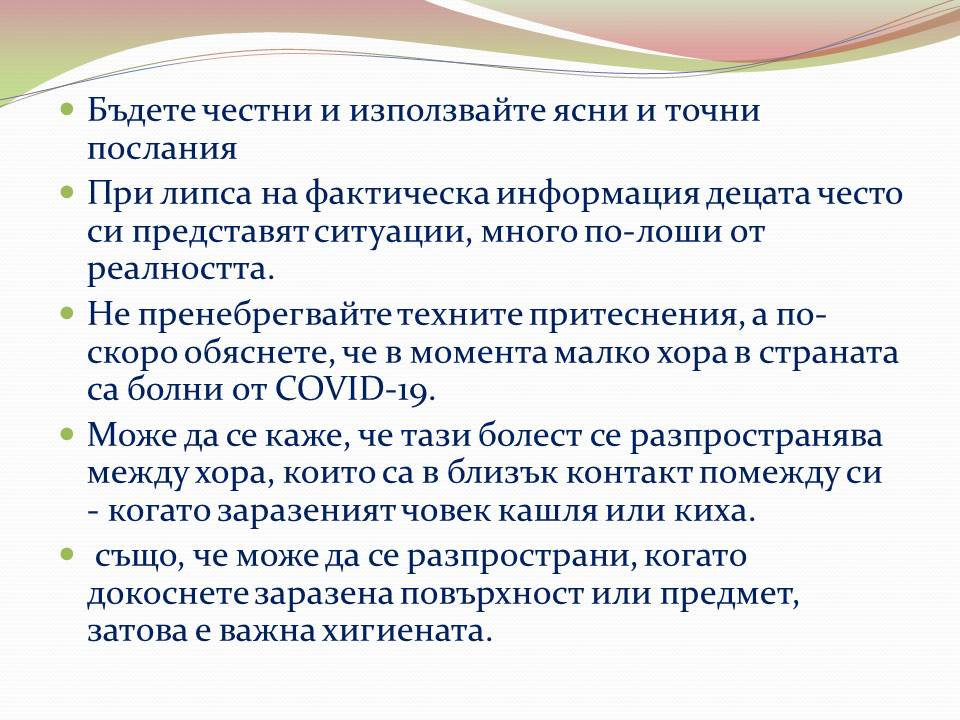 • Бъдете честни и използвайте ясни и точни
послания
• При липса на фактическа информация децата често
си представят ситуации, много по-лоши от
реалността.
• Не пренебрегвайте техните притеснения, а по-
скоро обяснете, че в момента малко хора в страната
са болни от COVID-19.
• Може да се каже, че тази болест се разпространява
между хора, които са в близък контакт помежду си
- когато заразеният човек кашля или киха.
• също, че може да се разпространи, когато
докоснете заразена повърхност или предмет,
затова е важна хигиената.